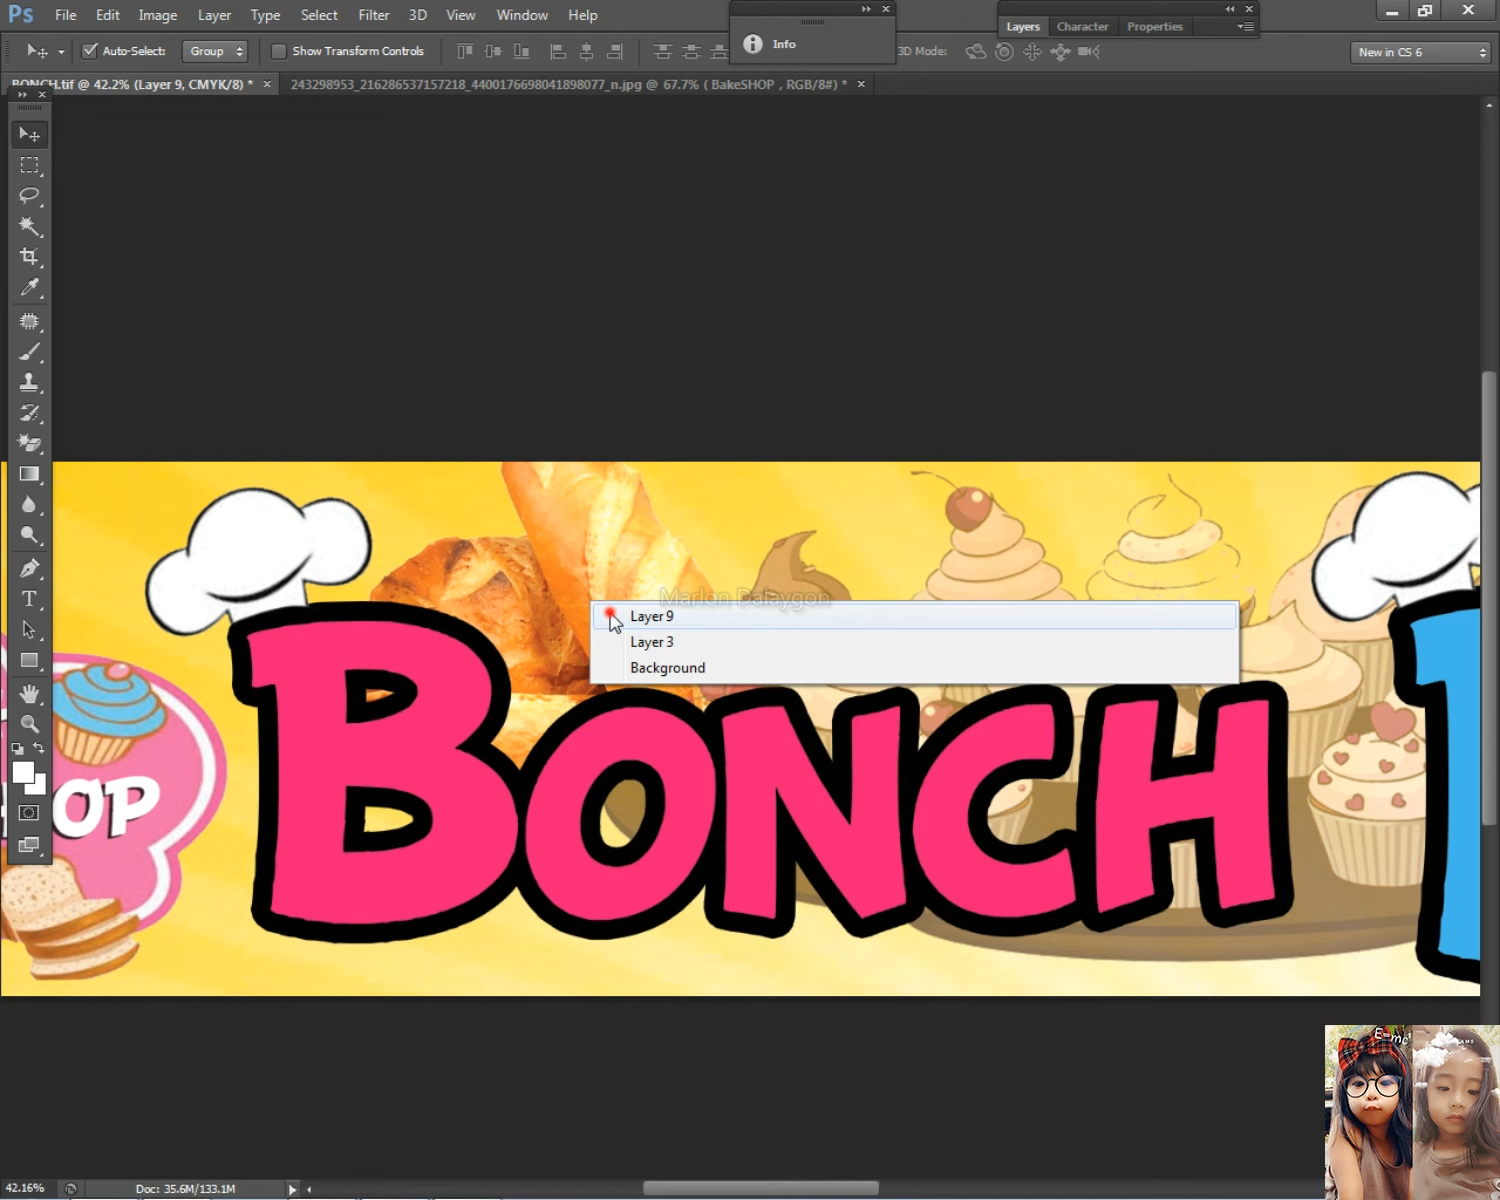 Ps File Edit Image Layer Type Select Filter 3D View Window Help
Auto-Select: Group Show Transform Controls
Info
3D Mode:
Layers Character Properties
New in CS 6
BONCH.tif @ 42.2% (Layer 9, CMYK/8) *
243298953_216286537157218_4400176698041898077_n.jpg @ 67.7% ( BakeSHOP , RGB/8#) *
Marlon Dalaygon
Layer 9
Layer 3
Background
BONCH
OP
T
E=mc²
42.16%
Doc: 35.6M/133.1M